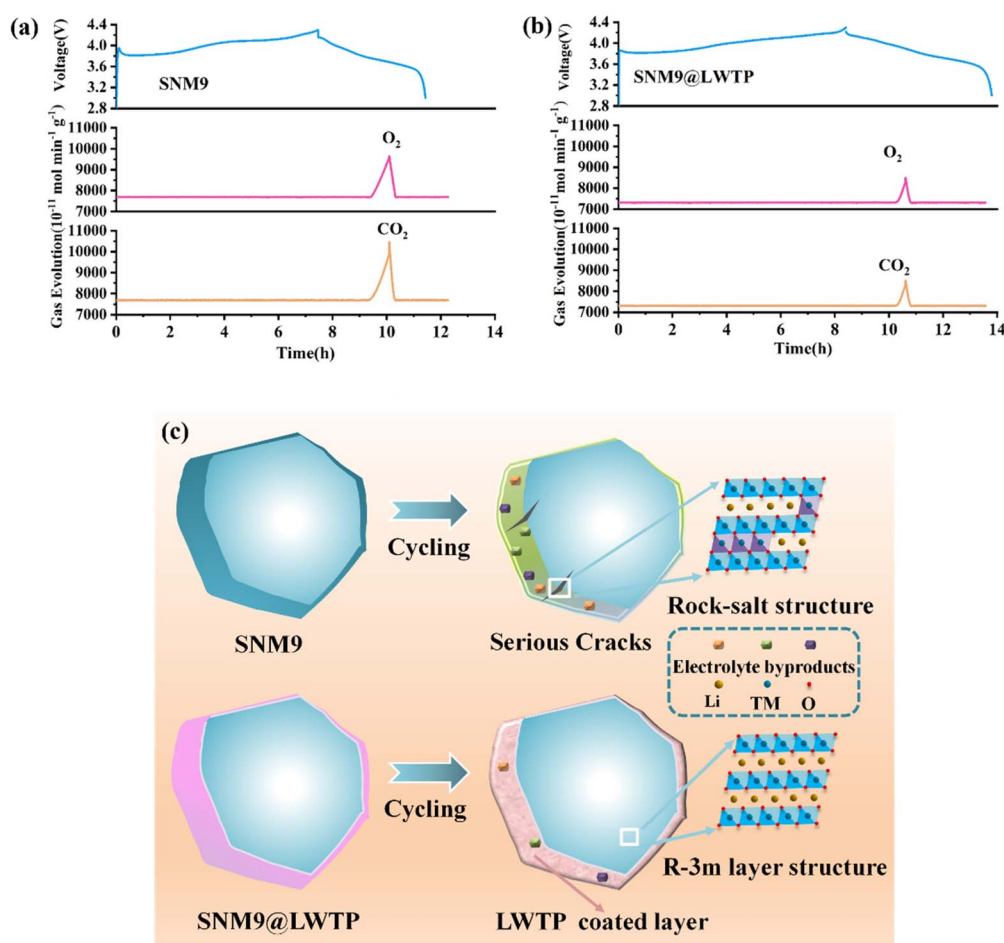 (a)
4.4
4.0
3.6
3.2
2.8
Voltage(V)
SNM9
11000
10000
9000
8000
7000
O2
11000
10000
9000
8000
7000
CO2
Gas Evolution(10⁻¹¹ mol min⁻¹ g⁻¹)
0 2 4 6 8 10 12 14
Time(h)
(b)
4.4
4.0
3.6
3.2
2.8
Voltage(V)
SNM9@LWTP
11000
10000
9000
8000
7000
O2
11000
10000
9000
8000
7000
CO2
Gas Evolution(10⁻¹¹ mol min⁻¹ g⁻¹)
0 2 4 6 8 10 12 14
Time(h)
(c)
Cycling
SNM9
Serious Cracks
Rock-salt structure
Electrolyte byproducts
Li TM O
Cycling
SNM9@LWTP
LWTP coated layer
R-3m layer structure